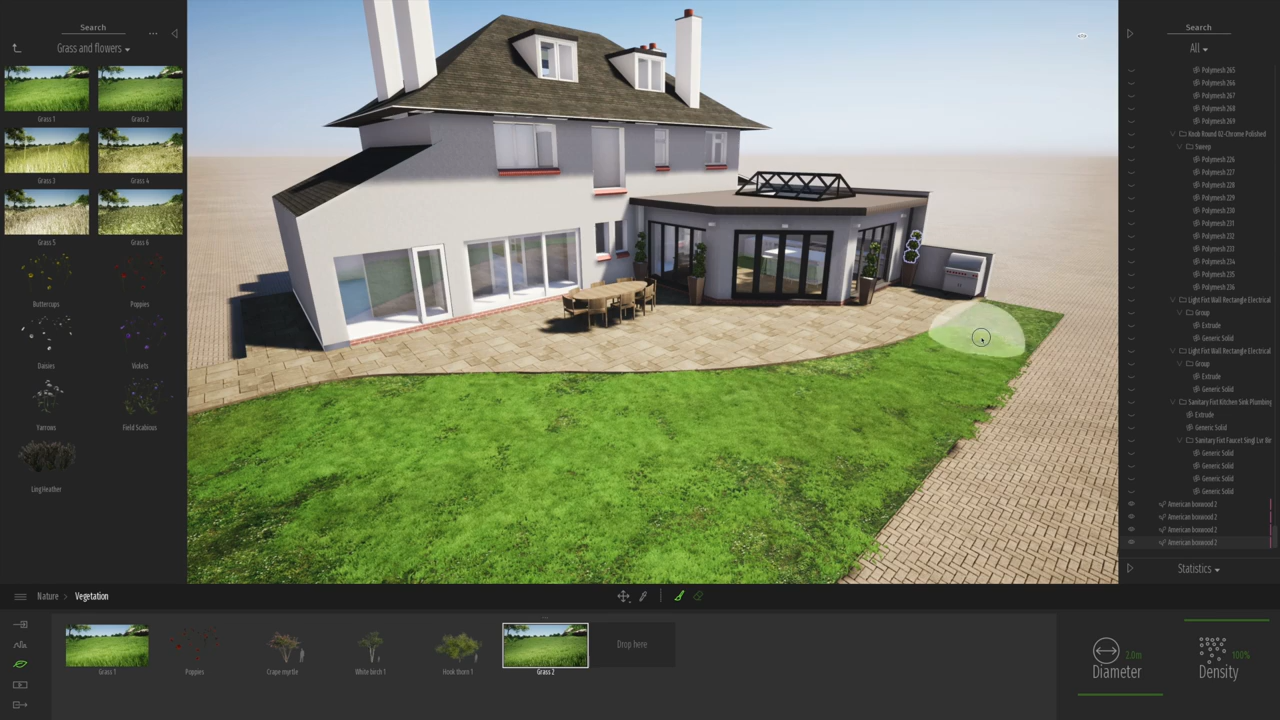 Search
Grass and flowers
Grass 1
Grass 2
Grass 3
Grass 4
Grass 5
Grass 6
Buttercups
Poppies
Daisies
Violets
Yarrows
Field Scabious
Ling Heather
Search
All
Polymesh 265
Polymesh 266
Polymesh 267
Polymesh 268
Polymesh 269
Knob Round 02-Chrome Polished
Sweep
Polymesh 226
Polymesh 227
Polymesh 228
Polymesh 229
Polymesh 230
Polymesh 231
Polymesh 232
Polymesh 233
Polymesh 234
Polymesh 235
Polymesh 236
Light Fixt Wall Rectangle Electrical
Group
Extrude
Generic Solid
Light Fixt Wall Rectangle Electrical
Group
Extrude
Generic Solid
Sanitary Fixt Kitchen Sink Plumbing
Extrude
Generic Solid
Sanitary Fixt Faucet Singl Lvr
Generic Solid
Generic Solid
Generic Solid
Generic Solid
American boxwood 2
American boxwood 2
American boxwood 2
American boxwood 2
Statistics
Nature > Vegetation
Grass 1
Poppies
Crape myrtle
White birch 1
Hook thorn 1
Grass 2
Drop here
2.0m
Diameter
100%
Density